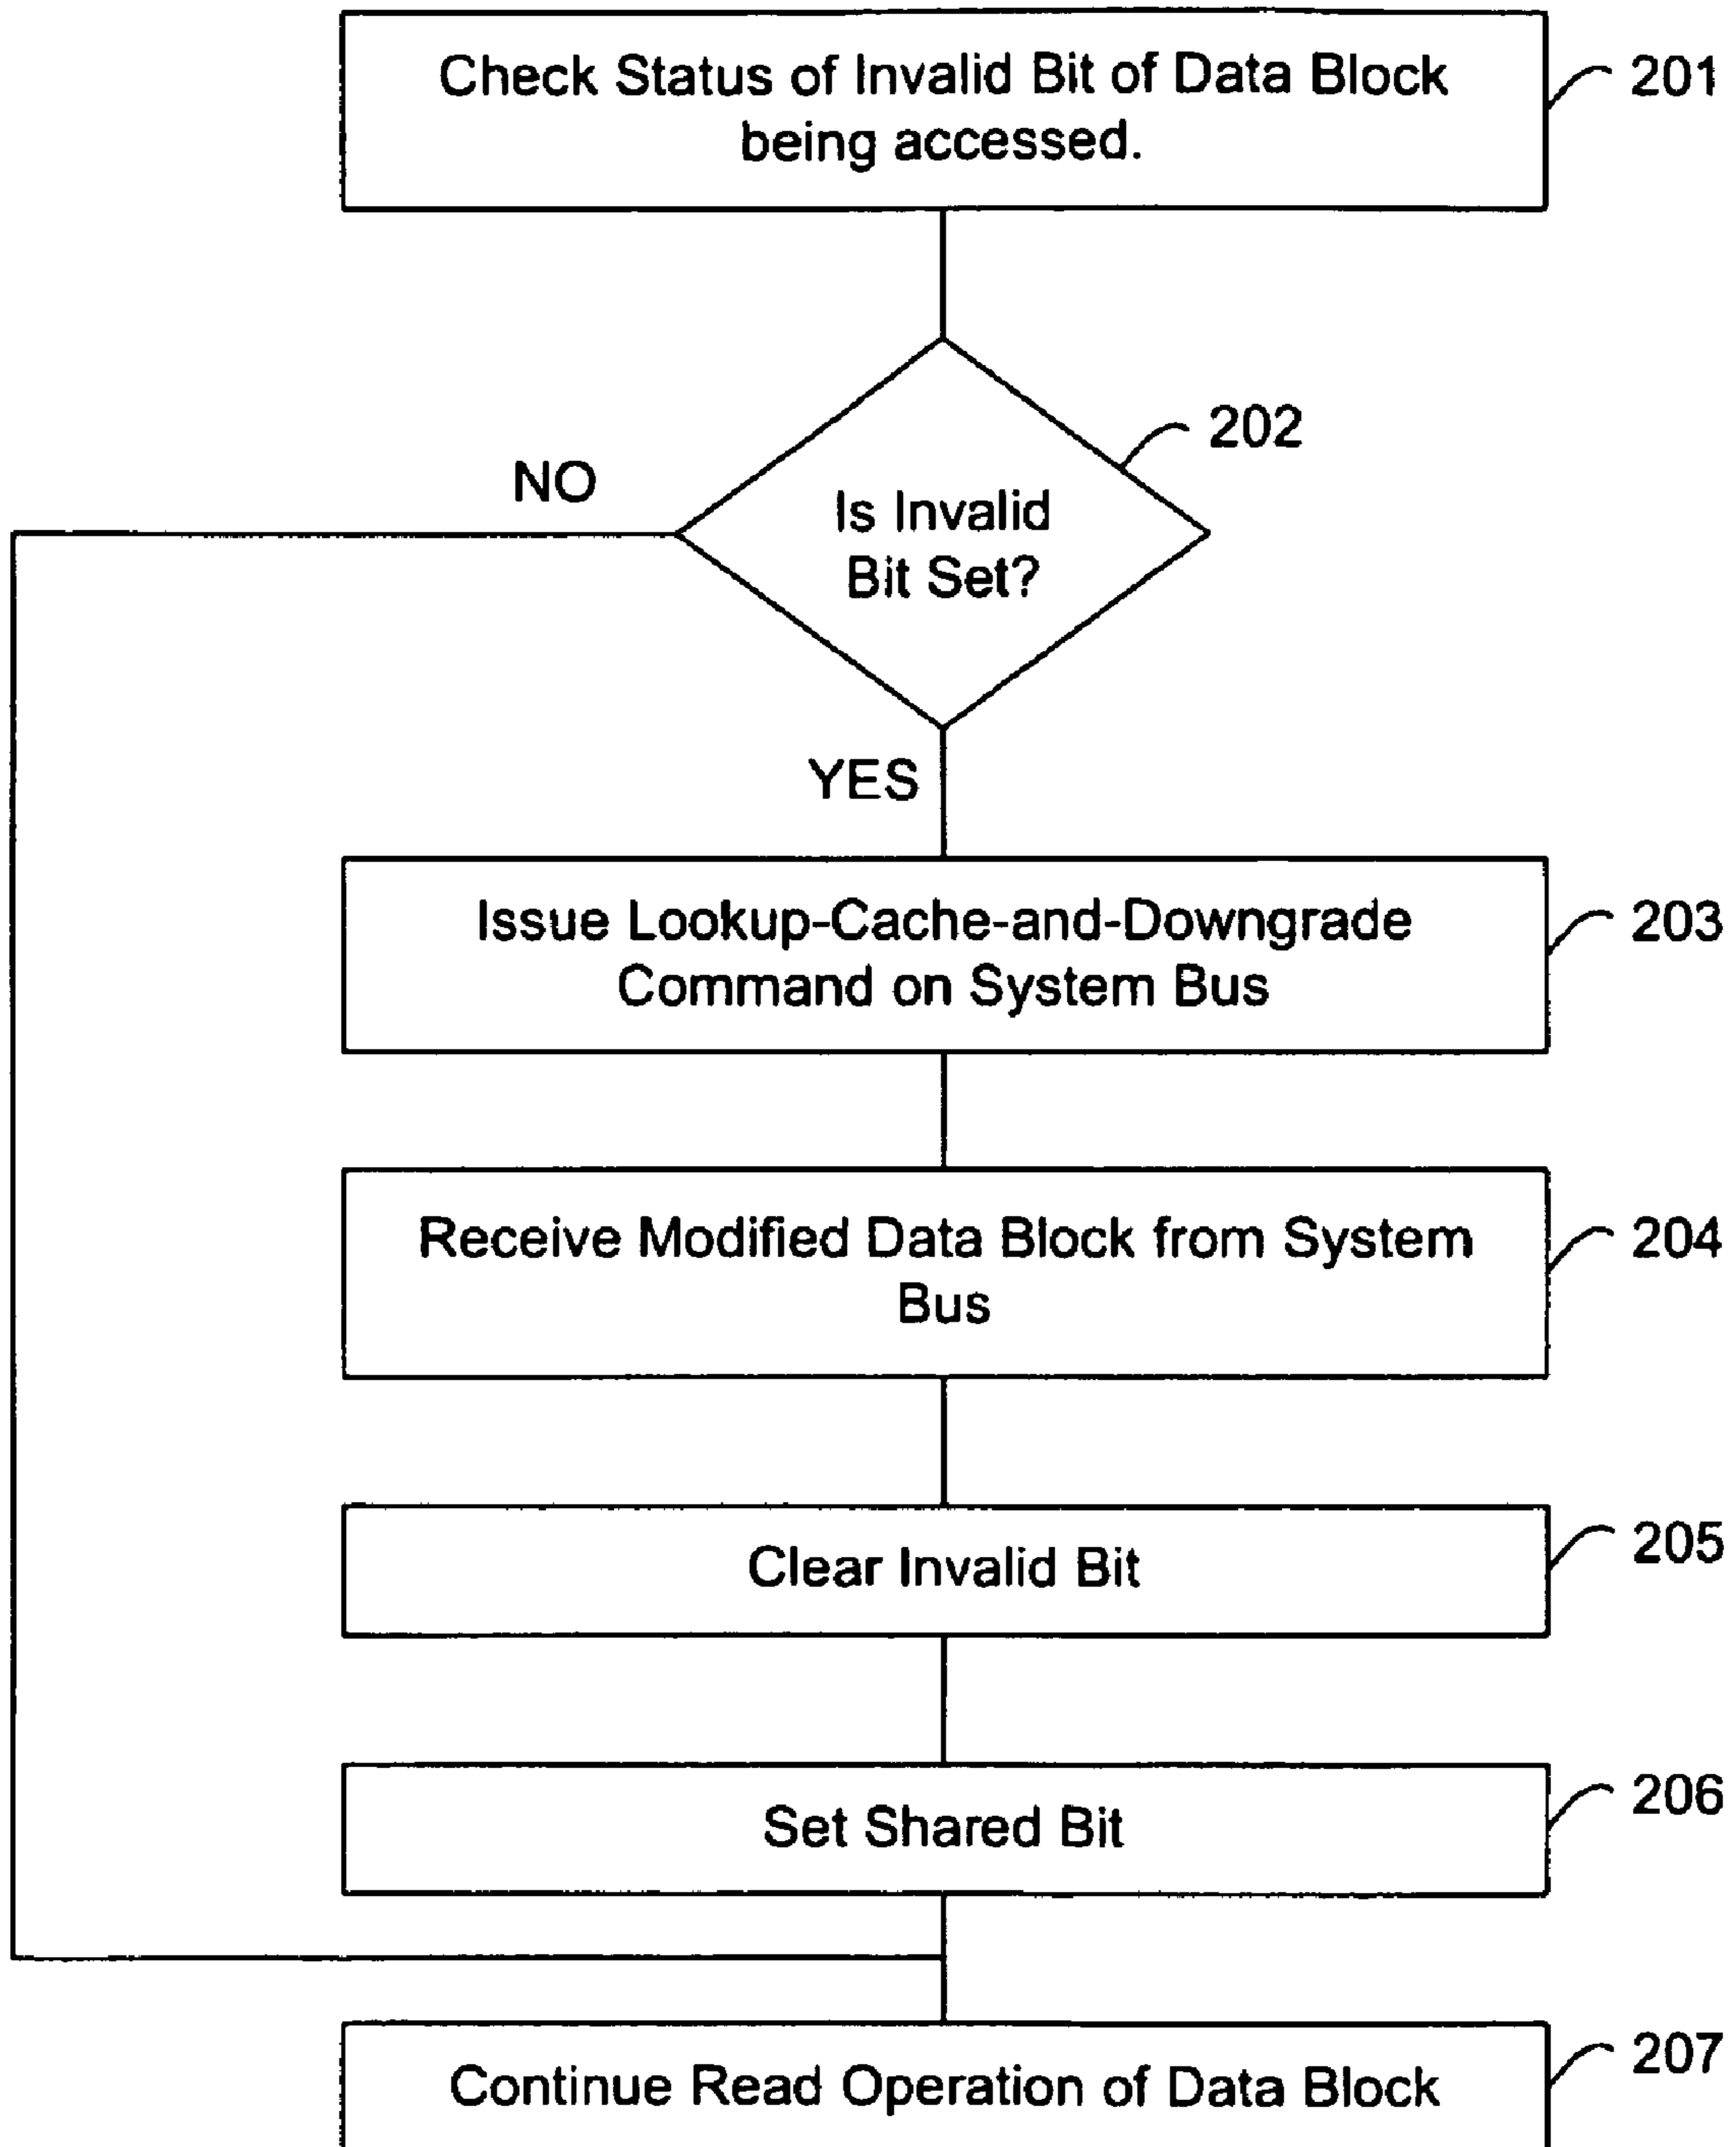 Check Status of Invalid Bit of Data Block
being accessed.
201
202
NO
Is Invalid
Bit Set?
YES
Issue Lookup-Cache-and-Downgrade
Command on System Bus
203
Receive Modified Data Block from System
Bus
204
Clear Invalid Bit
205
Set Shared Bit
206
Continue Read Operation of Data Block
207